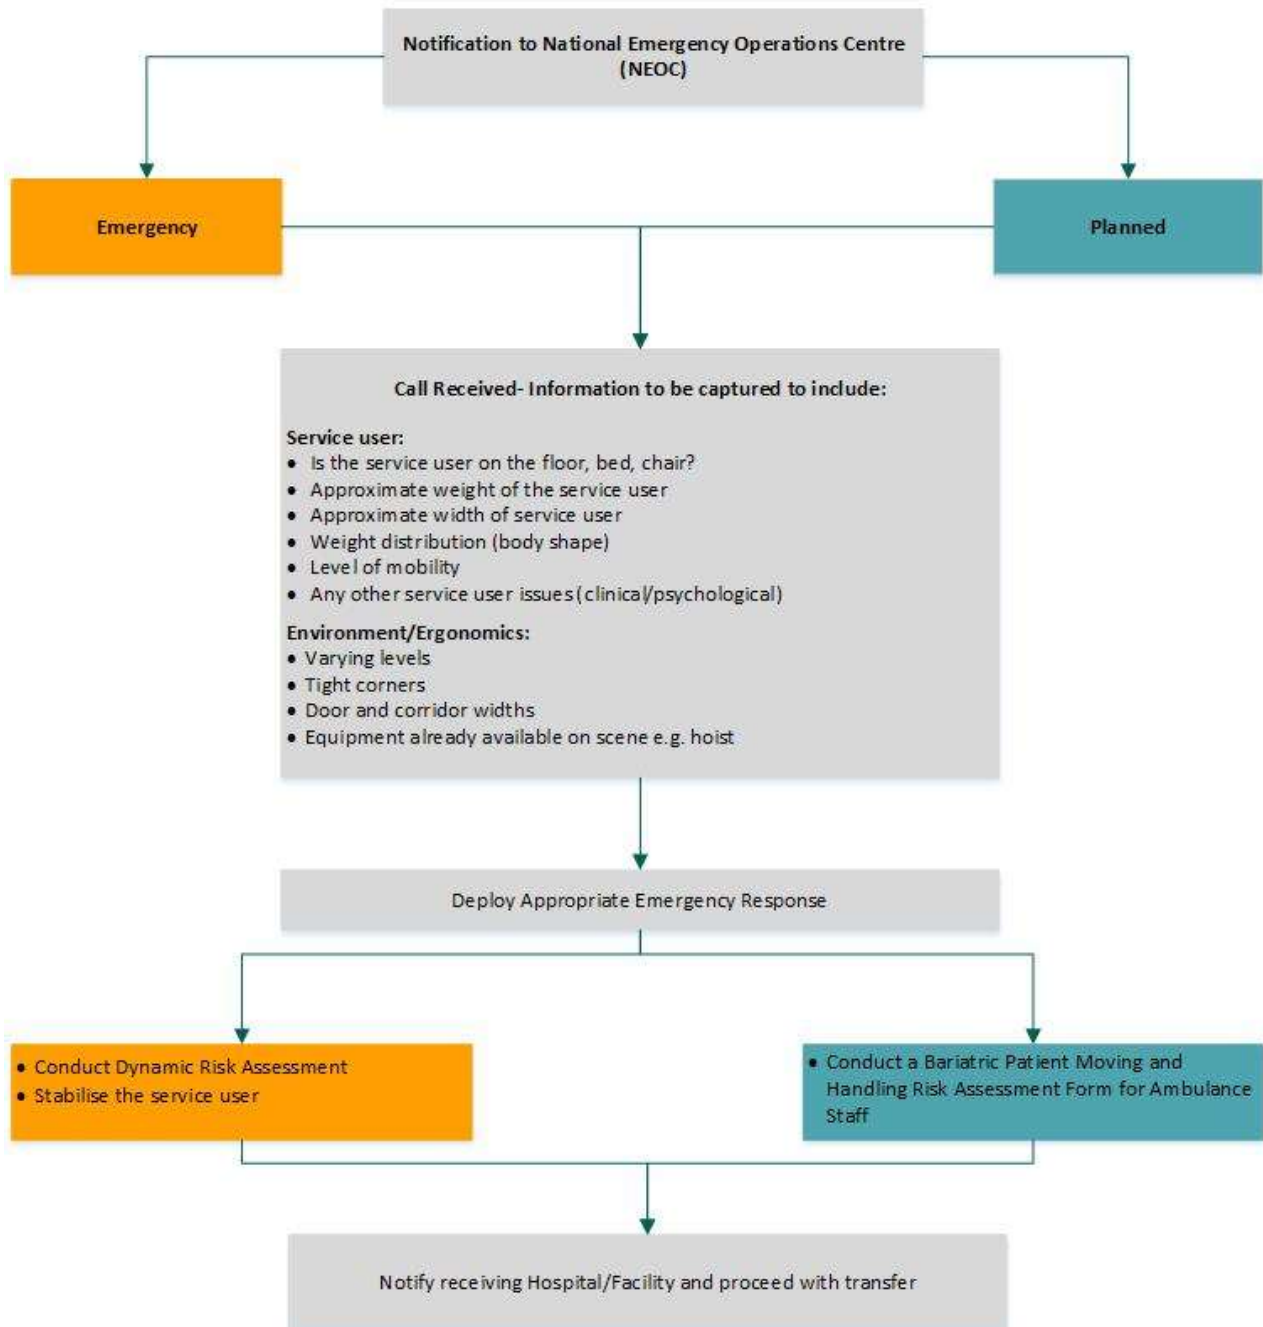 Notification to National Emergency Operations Centre
(NEOC)
Emergency
Planned
Call Received- Information to be captured to include:
Service user:
• Is the service user on the floor, bed, chair?
• Approximate weight of the service user
• Approximate width of service user
• Weight distribution (body shape)
• Level of mobility
• Any other service user issues (clinical/psychological)
Environment/Ergonomics:
• Varying levels
• Tight corners
• Door and corridor widths
• Equipment already available on scene e.g. hoist
Deploy Appropriate Emergency Response
• Conduct Dynamic Risk Assessment
• Stabilise the service user
• Conduct a Bariatric Patient Moving and
Handling Risk Assessment Form for Ambulance
Staff
Notify receiving Hospital/Facility and proceed with transfer